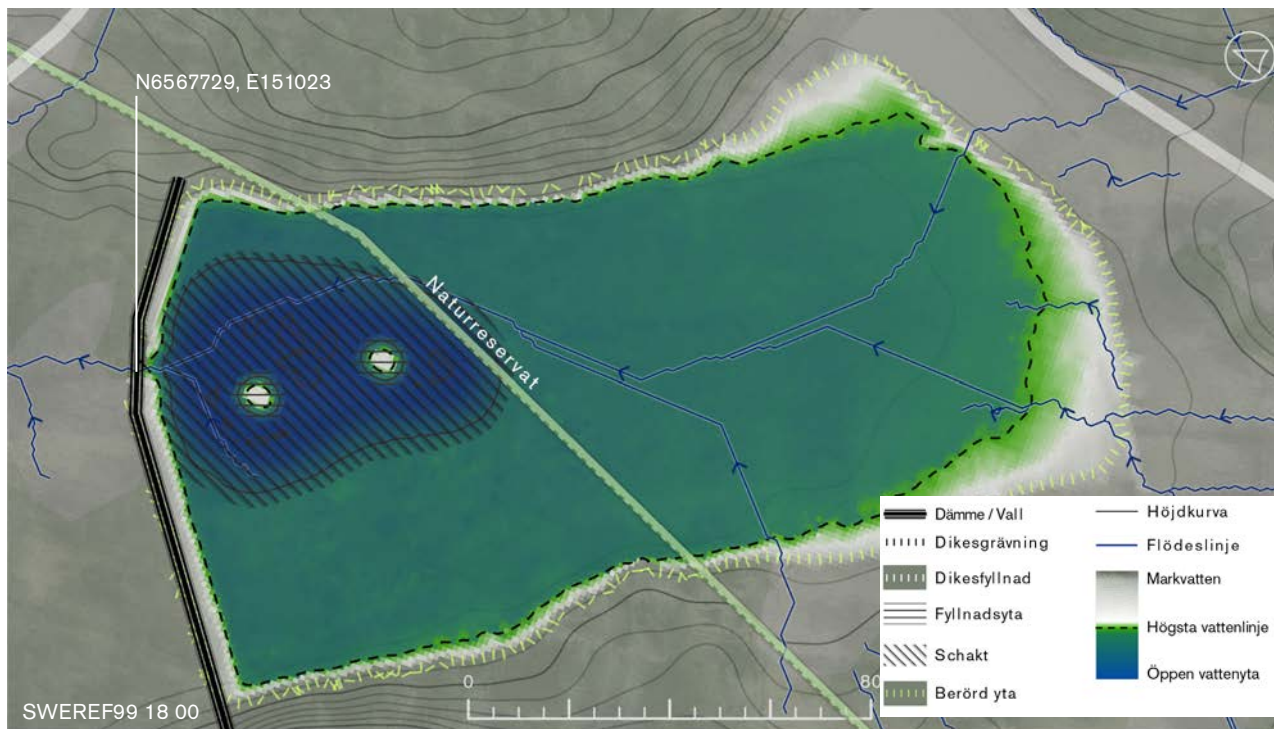 N6567729, E151023
Naturreservat
0
80
SWEREF99 18 00
Dämme / Vall
Dikesgrävning
Dikesfyllnad
Fyllnadsyta
Schakt
Berörd yta
Höjdkurva
Flödeslinje
Markvatten
Högsta vattenlinje
Öppen vattenyta